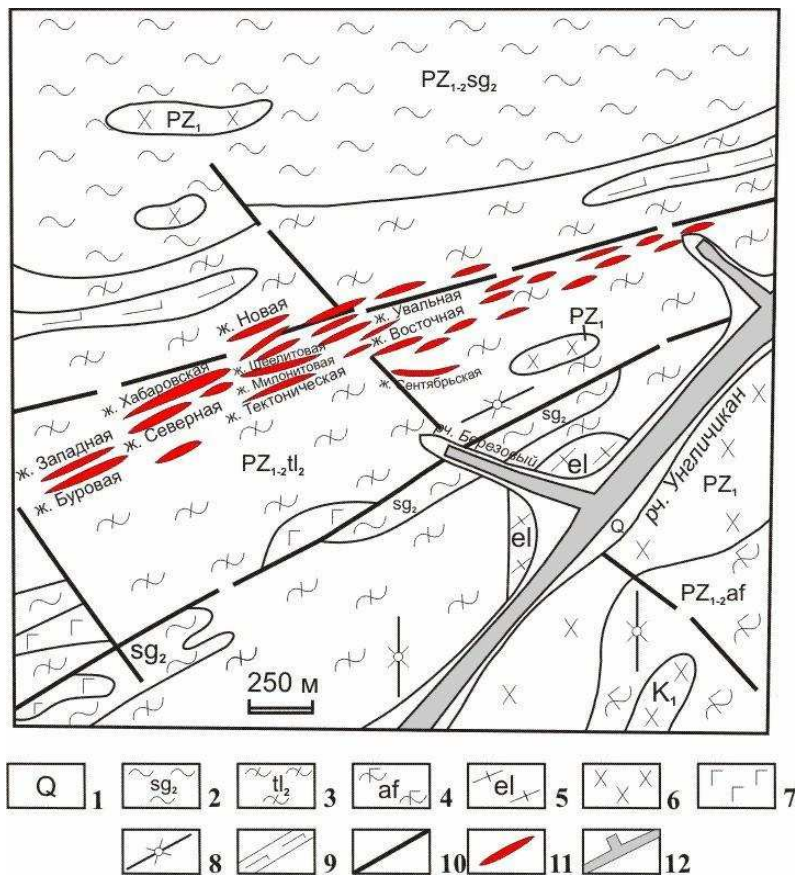 PZ₁₋₂sg₂
PZ₁
ж. Новая
ж. Увальная
ж. Восточная
PZ₁
ж. Шеелитовая
ж. Милонитовая
ж. Тектоническая
ж. Сентябрьская
ж. Хабаровская
ж. Северная
ж. Западная
ж. Буровая
PZ₁₋₂tl₂
sg₂
рч. Березовый
el
рч. Унгличикан
PZ₁
sg₂
el
Q
PZ₁₋₂af
sg₂
250 м
K₁
Q 1 sg₂ 2 tl₂ 3 af 4 el 5 6 7
8 9 10 11 12